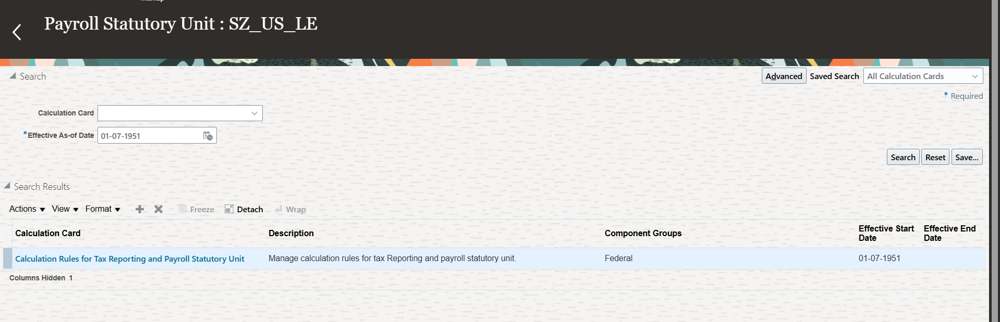 Payroll Statutory Unit : SZ_US_LE
Search
Advanced Saved Search All Calculation Cards
* Required
Calculation Card
*Effective As-of Date 01-07-1951
Search Reset Save...
Search Results
Actions View Format Freeze Detach Wrap
Calculation Card Description Component Groups Effective Start Date Effective End Date
Calculation Rules for Tax Reporting and Payroll Statutory Unit Manage calculation rules for tax Reporting and payroll statutory unit. Federal 01-07-1951
Columns Hidden 1